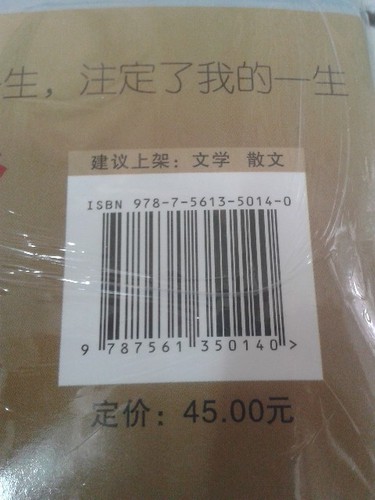 生，注定了我的一生
建议上架：文学 散文
ISBN 978-7-5613-5014-0
9 787561 350140 >
定价：45.00元